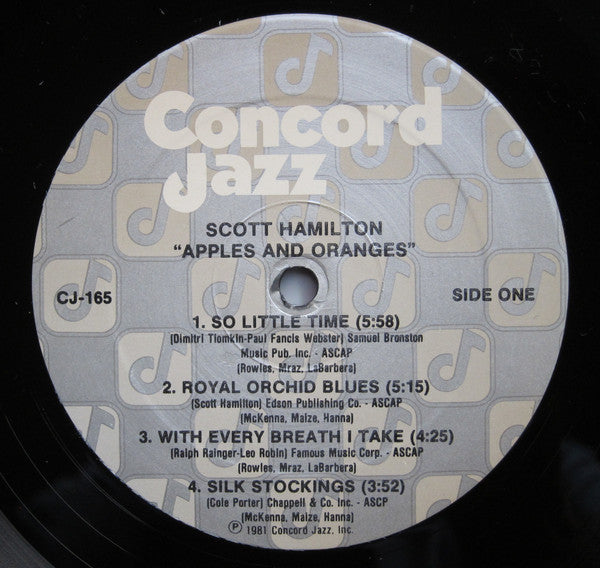 Concord
Jazz
SCOTT HAMILTON
"APPLES AND ORANGES"
CJ-165
SIDE ONE
1. SO LITTLE TIME (5:58)
(Dimitri Tiomkin-Paul Fancis Webster) Samuel Bronston
Music Pub. Inc. - ASCAP
(Rowles, Mraz, LaBarbera)
2. ROYAL ORCHID BLUES (5:15)
(Scott Hamilton) Edson Publishing Co. - ASCAP
(McKenna, Maize, Hanna)
3. WITH EVERY BREATH I TAKE (4:25)
(Ralph Rainger-Leo Robin) Famous Music Corp. - ASCAP
(Rowles, Mraz, LaBarbera)
4. SILK STOCKINGS (3:52)
(Cole Porter) Chappell & Co. Inc. - ASCP
(McKenna, Maize, Hanna)
℗ 1981 Concord Jazz, Inc.